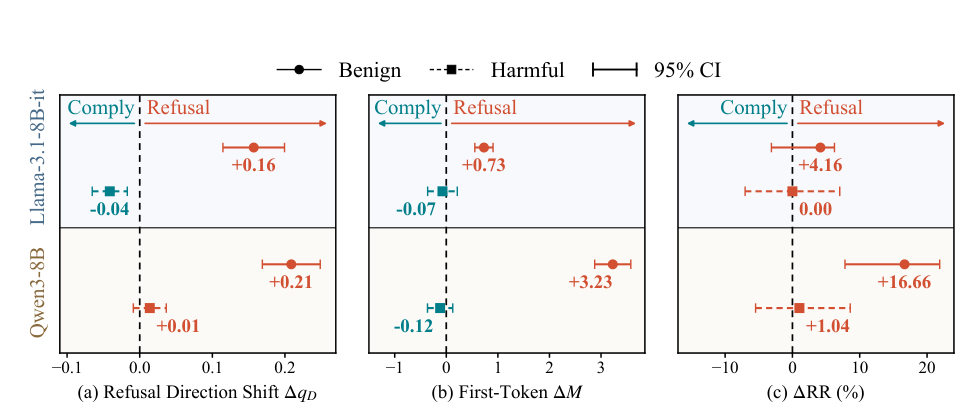 Benign Harmful 95% CI
Llama-3.1-8B-it
Comply Refusal
+0.16
-0.04
Comply Refusal
+0.73
-0.07
Comply Refusal
+4.16
0.00
Qwen3-8B
+0.21
+0.01
+3.23
-0.12
+16.66
+1.04
−0.1 0.0 0.1 0.2
−1 0 1 2 3
−10 0 10 20
(a) Refusal Direction Shift Δq_D
(b) First-Token ΔM
(c) ΔRR (%)